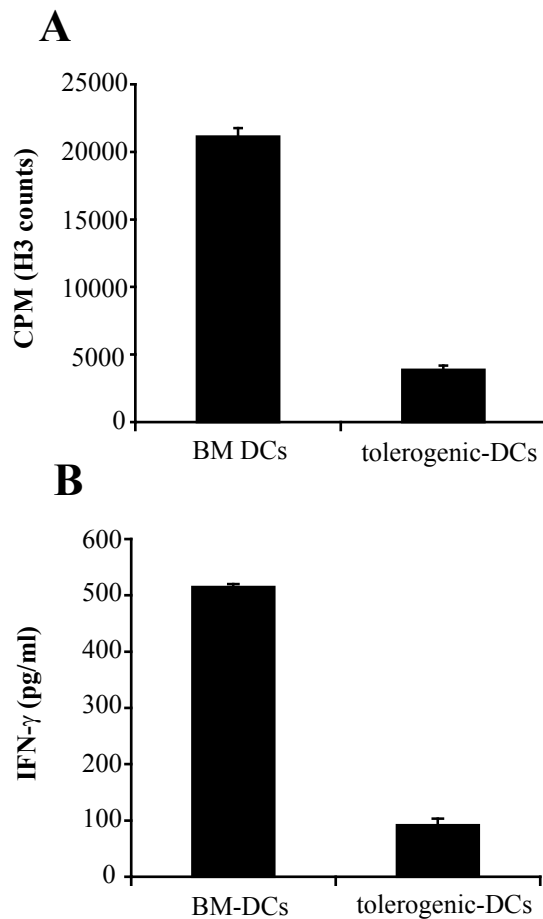 A
CPM (H3 counts)
25000
20000
15000
10000
5000
0
BM DCs
tolerogenic-DCs
B
IFN-γ (pg/ml)
600
500
400
300
200
100
0
BM-DCs
tolerogenic-DCs